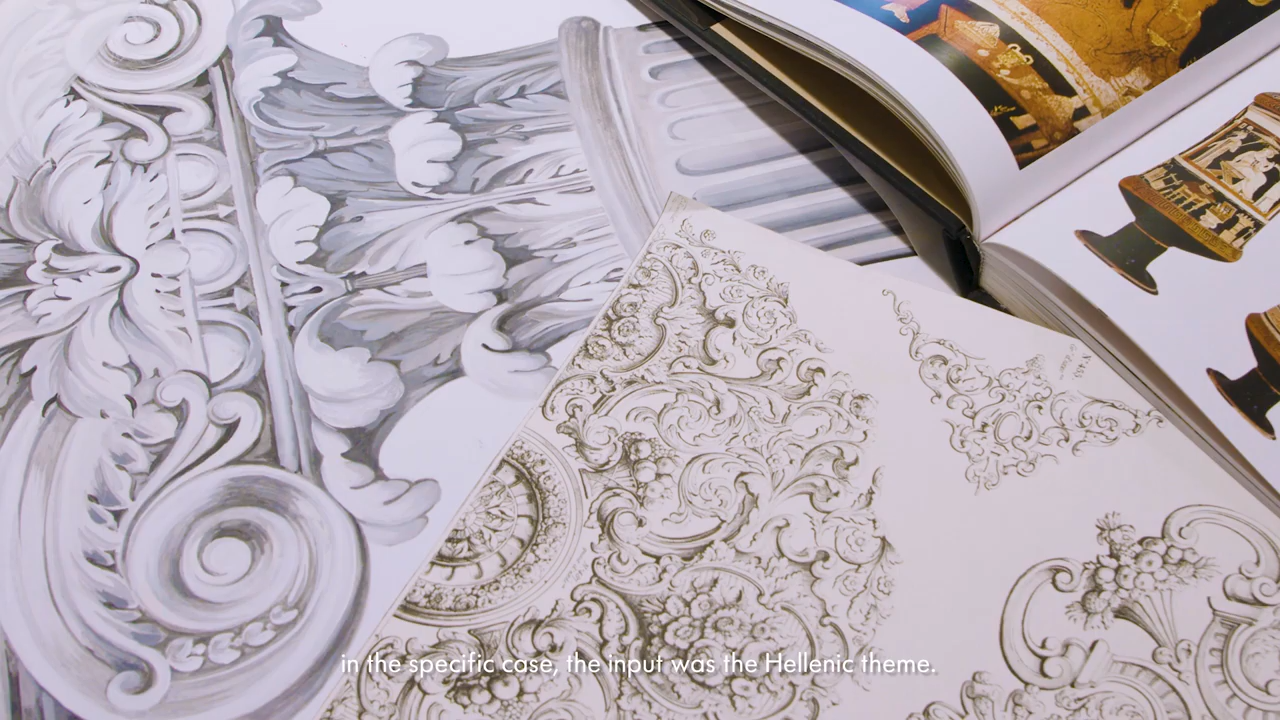 in the specific case, the input was the Hellenic theme.